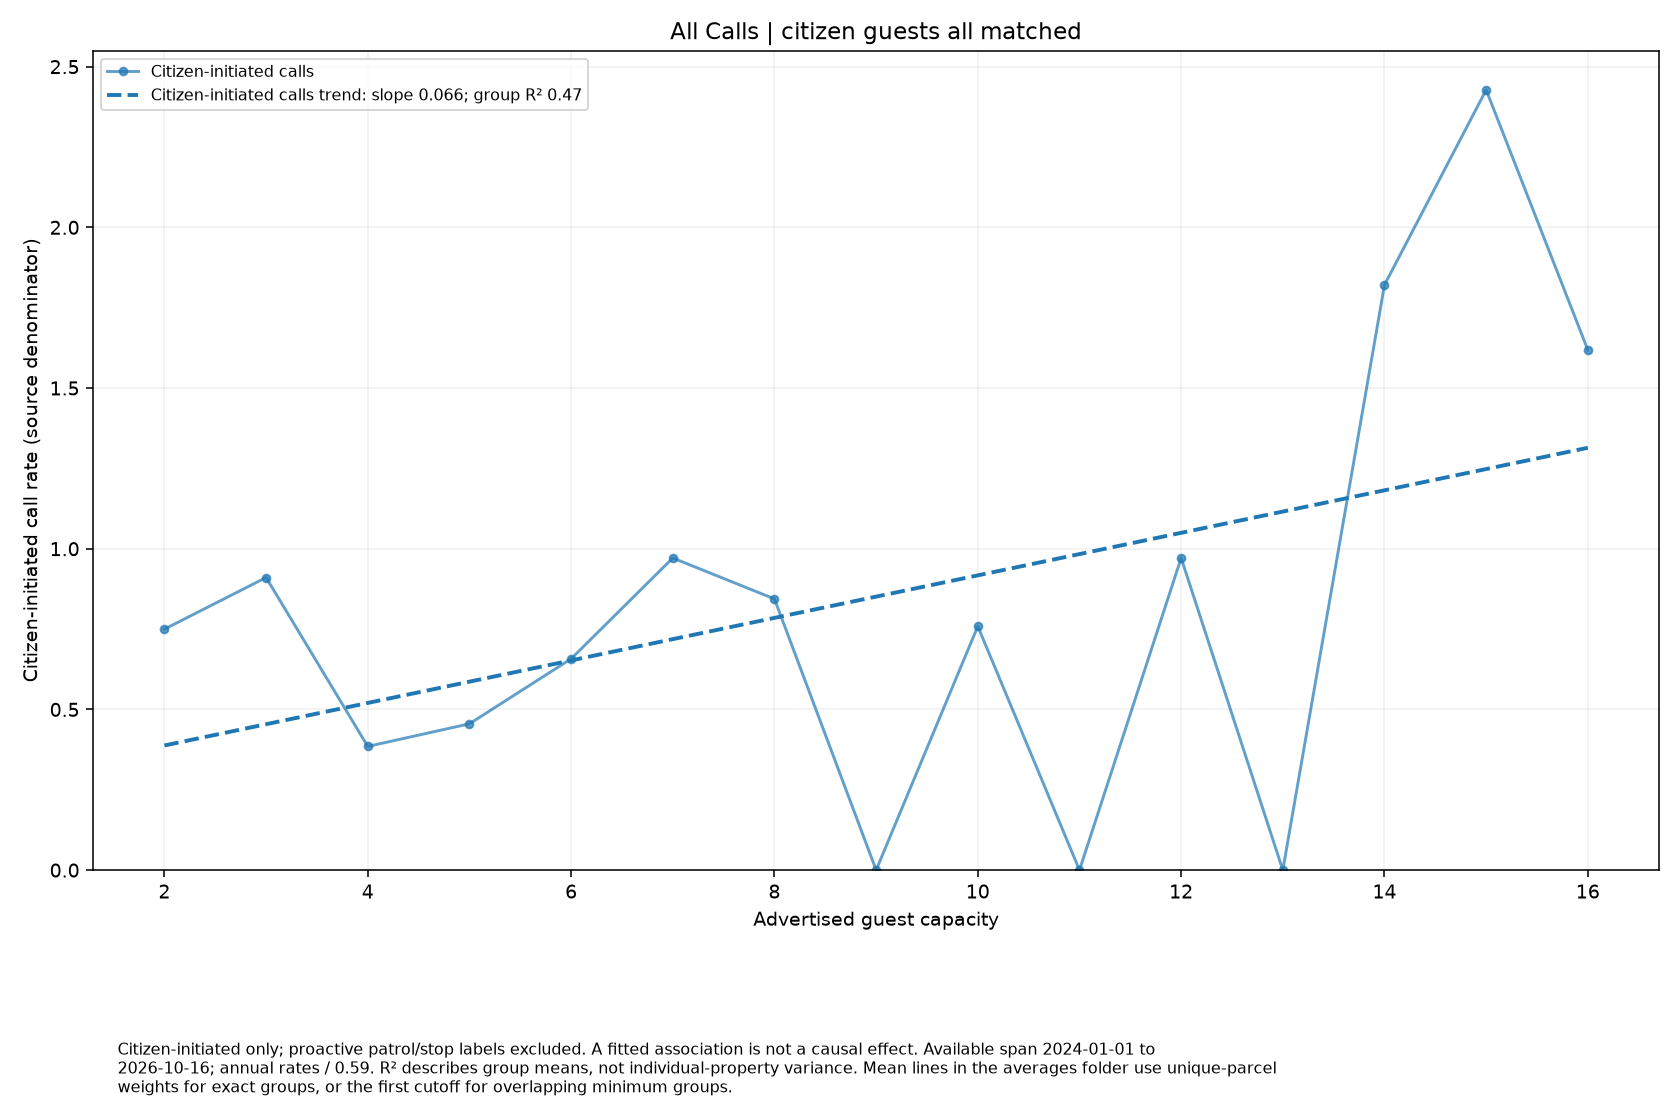 All Calls | citizen guests all matched
Citizen-initiated calls
Citizen-initiated calls trend: slope 0.066; group R² 0.47
Citizen-initiated call rate (source denominator)
2.5
2.0
1.5
1.0
0.5
0.0
2 4 6 8 10 12 14 16
Advertised guest capacity
Citizen-initiated only; proactive patrol/stop labels excluded. A fitted association is not a causal effect. Available span 2024-01-01 to
2026-10-16; annual rates / 0.59. R² describes group means, not individual-property variance. Mean lines in the averages folder use unique-parcel
weights for exact groups, or the first cutoff for overlapping minimum groups.